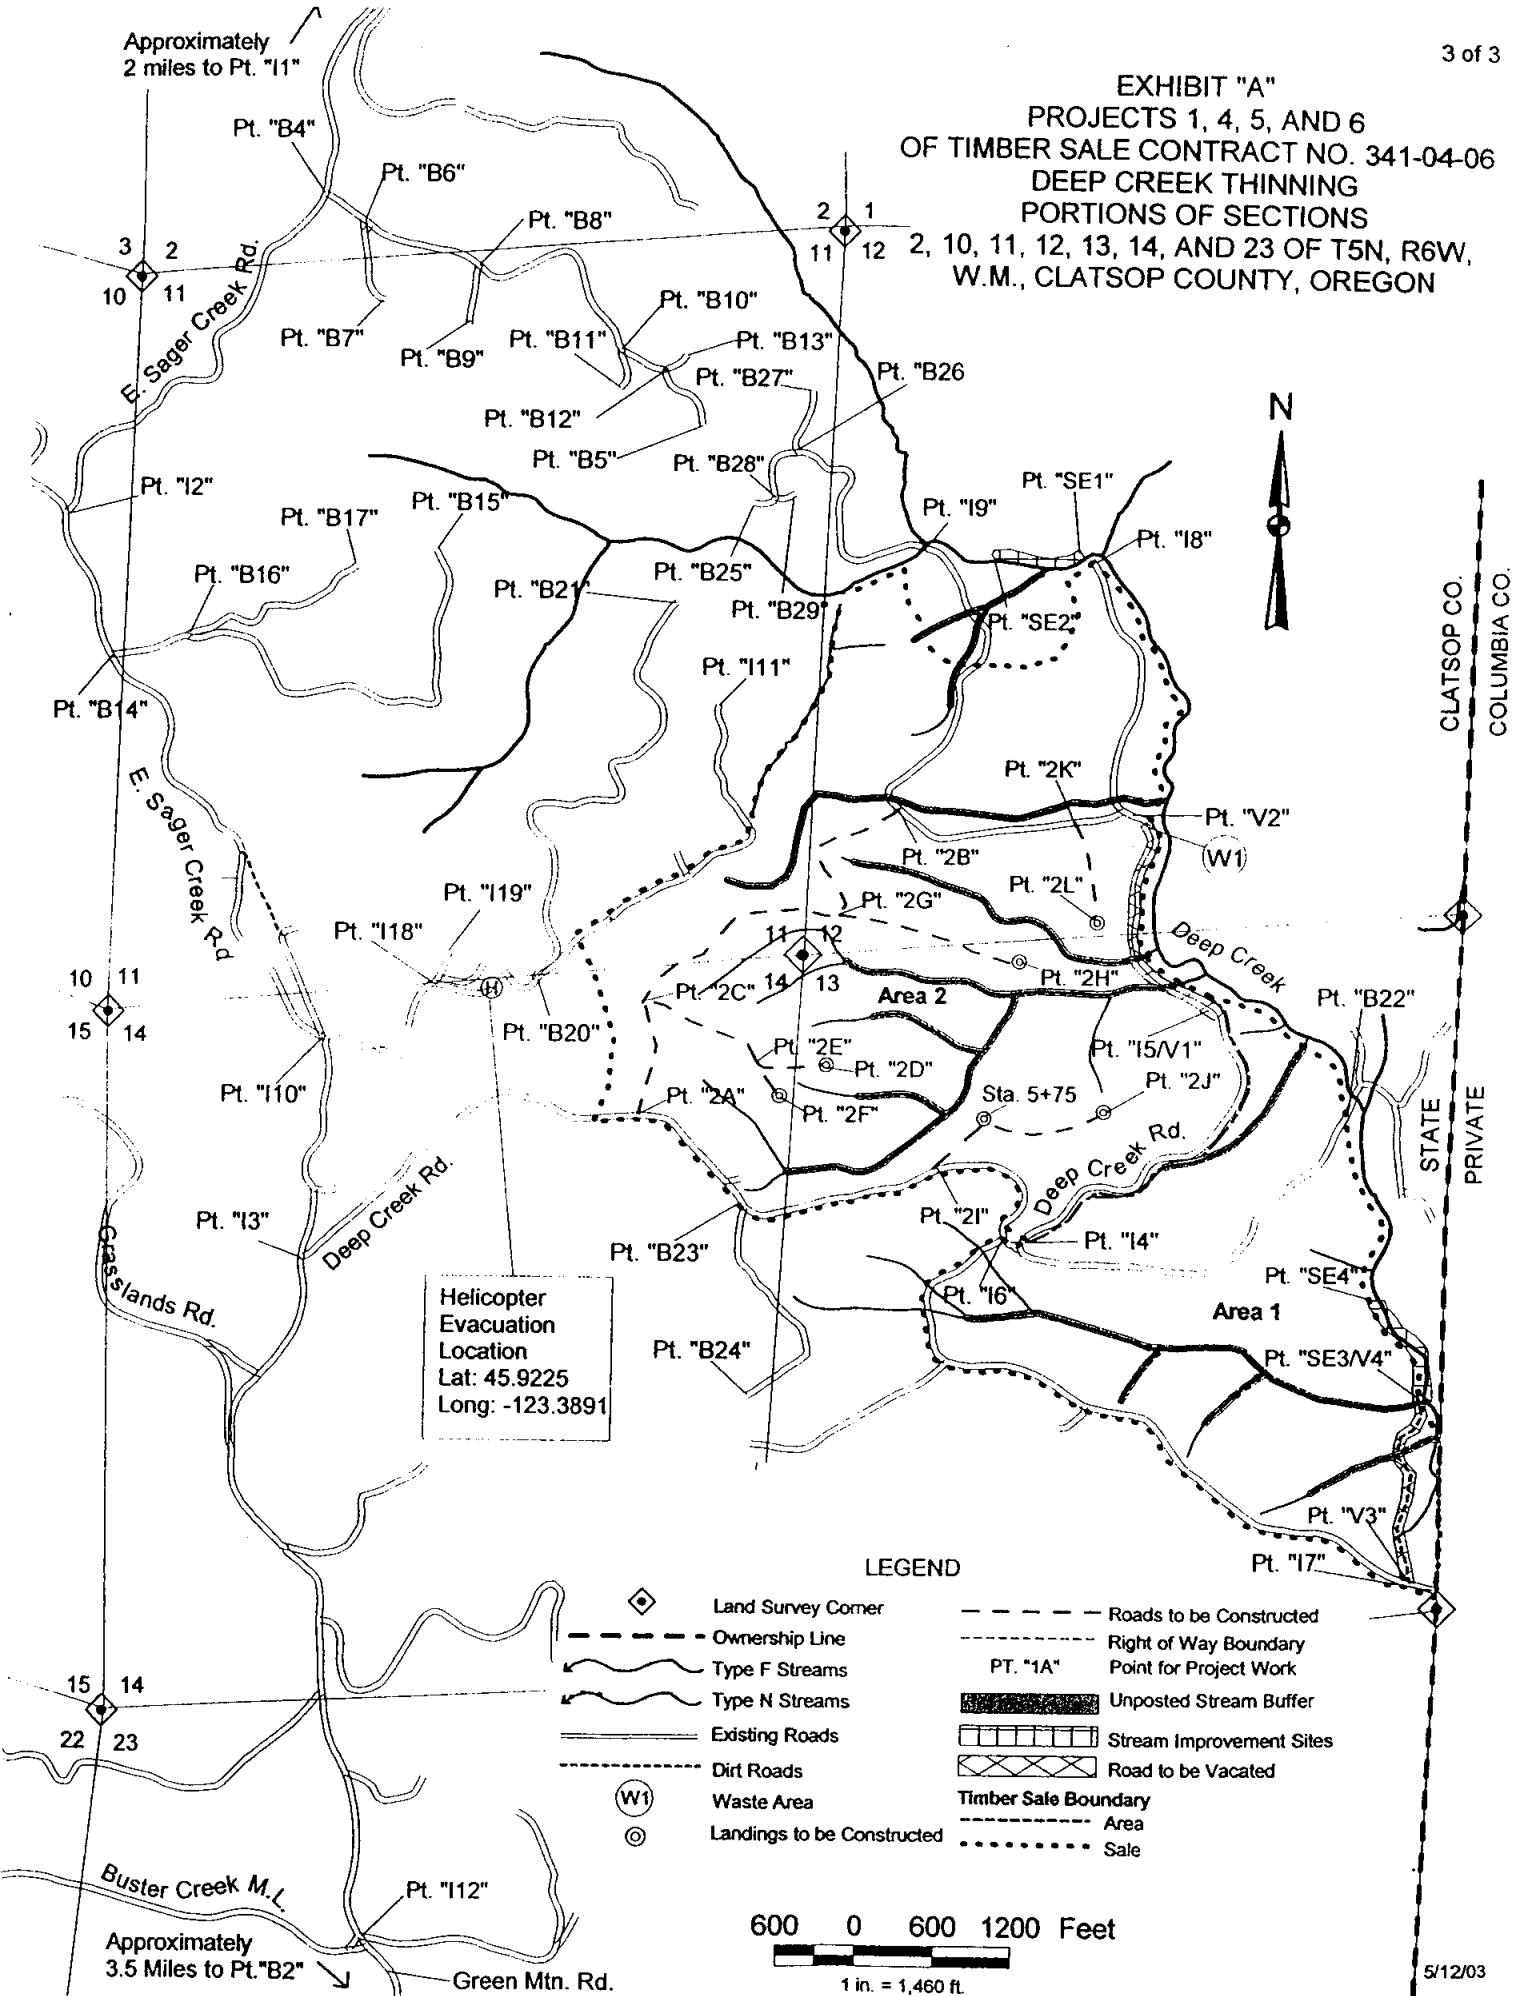 3 of 3
Approximately
2 miles to Pt. "I1"
EXHIBIT "A"
PROJECTS 1, 4, 5, AND 6
OF TIMBER SALE CONTRACT NO. 341-04-06
DEEP CREEK THINNING
PORTIONS OF SECTIONS
2, 10, 11, 12, 13, 14, AND 23 OF T5N, R6W,
W.M., CLATSOP COUNTY, OREGON
Pt. "B4"
Pt. "B6"
Pt. "B8"
2 1
11 12
3 2
10 11
E. Sager Creek Rd.
Pt. "B7"
Pt. "B9"
Pt. "B10"
Pt. "B11"
Pt. "B13"
Pt. "B27"
Pt. "B26
Pt. "B12"
Pt. "B5"
Pt. "B28"
N
Pt. "I2"
Pt. "B17"
Pt. "B15"
Pt. "SE1"
Pt. "I9"
Pt. "I8"
Pt. "B16"
Pt. "B21"
Pt. "B25"
Pt. "B29"
Pt. "SE2"
CLATSOP CO.
COLUMBIA CO.
Pt. "I11"
Pt. "B14"
E. Sager Creek Rd
Pt. "2K"
Pt. "V2"
W1
Pt. "2B"
Pt. "2L"
Pt. "I19"
Pt. "2G"
Pt. "I18"
11 12
14 13
Deep Creek
10 11
15 14
H
Pt. "2C"
Area 2
Pt. "2H"
Pt. "B22"
Pt. "B20"
Pt. "2E"
Pt. "2D"
Pt. "I5/V1"
Pt. "I10"
Pt. "2A"
Pt. "2F"
Sta. 5+75
Pt. "2J"
STATE
PRIVATE
Deep Creek Rd.
Deep Creek Rd.
Pt. "I3"
Pt. "2I"
Pt. "I4"
Pt. "B23"
Pt. "SE4"
Grasslands Rd.
Helicopter
Evacuation
Location
Lat: 45.9225
Long: -123.3891
Pt. "I6"
Area 1
Pt. "B24"
Pt. "SE3/V4"
Pt. "V3"
Pt. "I7"
LEGEND
Land Survey Corner
Ownership Line
Type F Streams
Type N Streams
Existing Roads
Dirt Roads
W1 Waste Area
Landings to be Constructed
Roads to be Constructed
Right of Way Boundary
PT. "1A" Point for Project Work
Unposted Stream Buffer
Stream Improvement Sites
Road to be Vacated
Timber Sale Boundary
Area
Sale
15 14
22 23
Buster Creek M.L.
Pt. "I12"
Approximately
3.5 Miles to Pt."B2"
Green Mtn. Rd.
600 0 600 1200 Feet
1 in. = 1,460 ft.
5/12/03